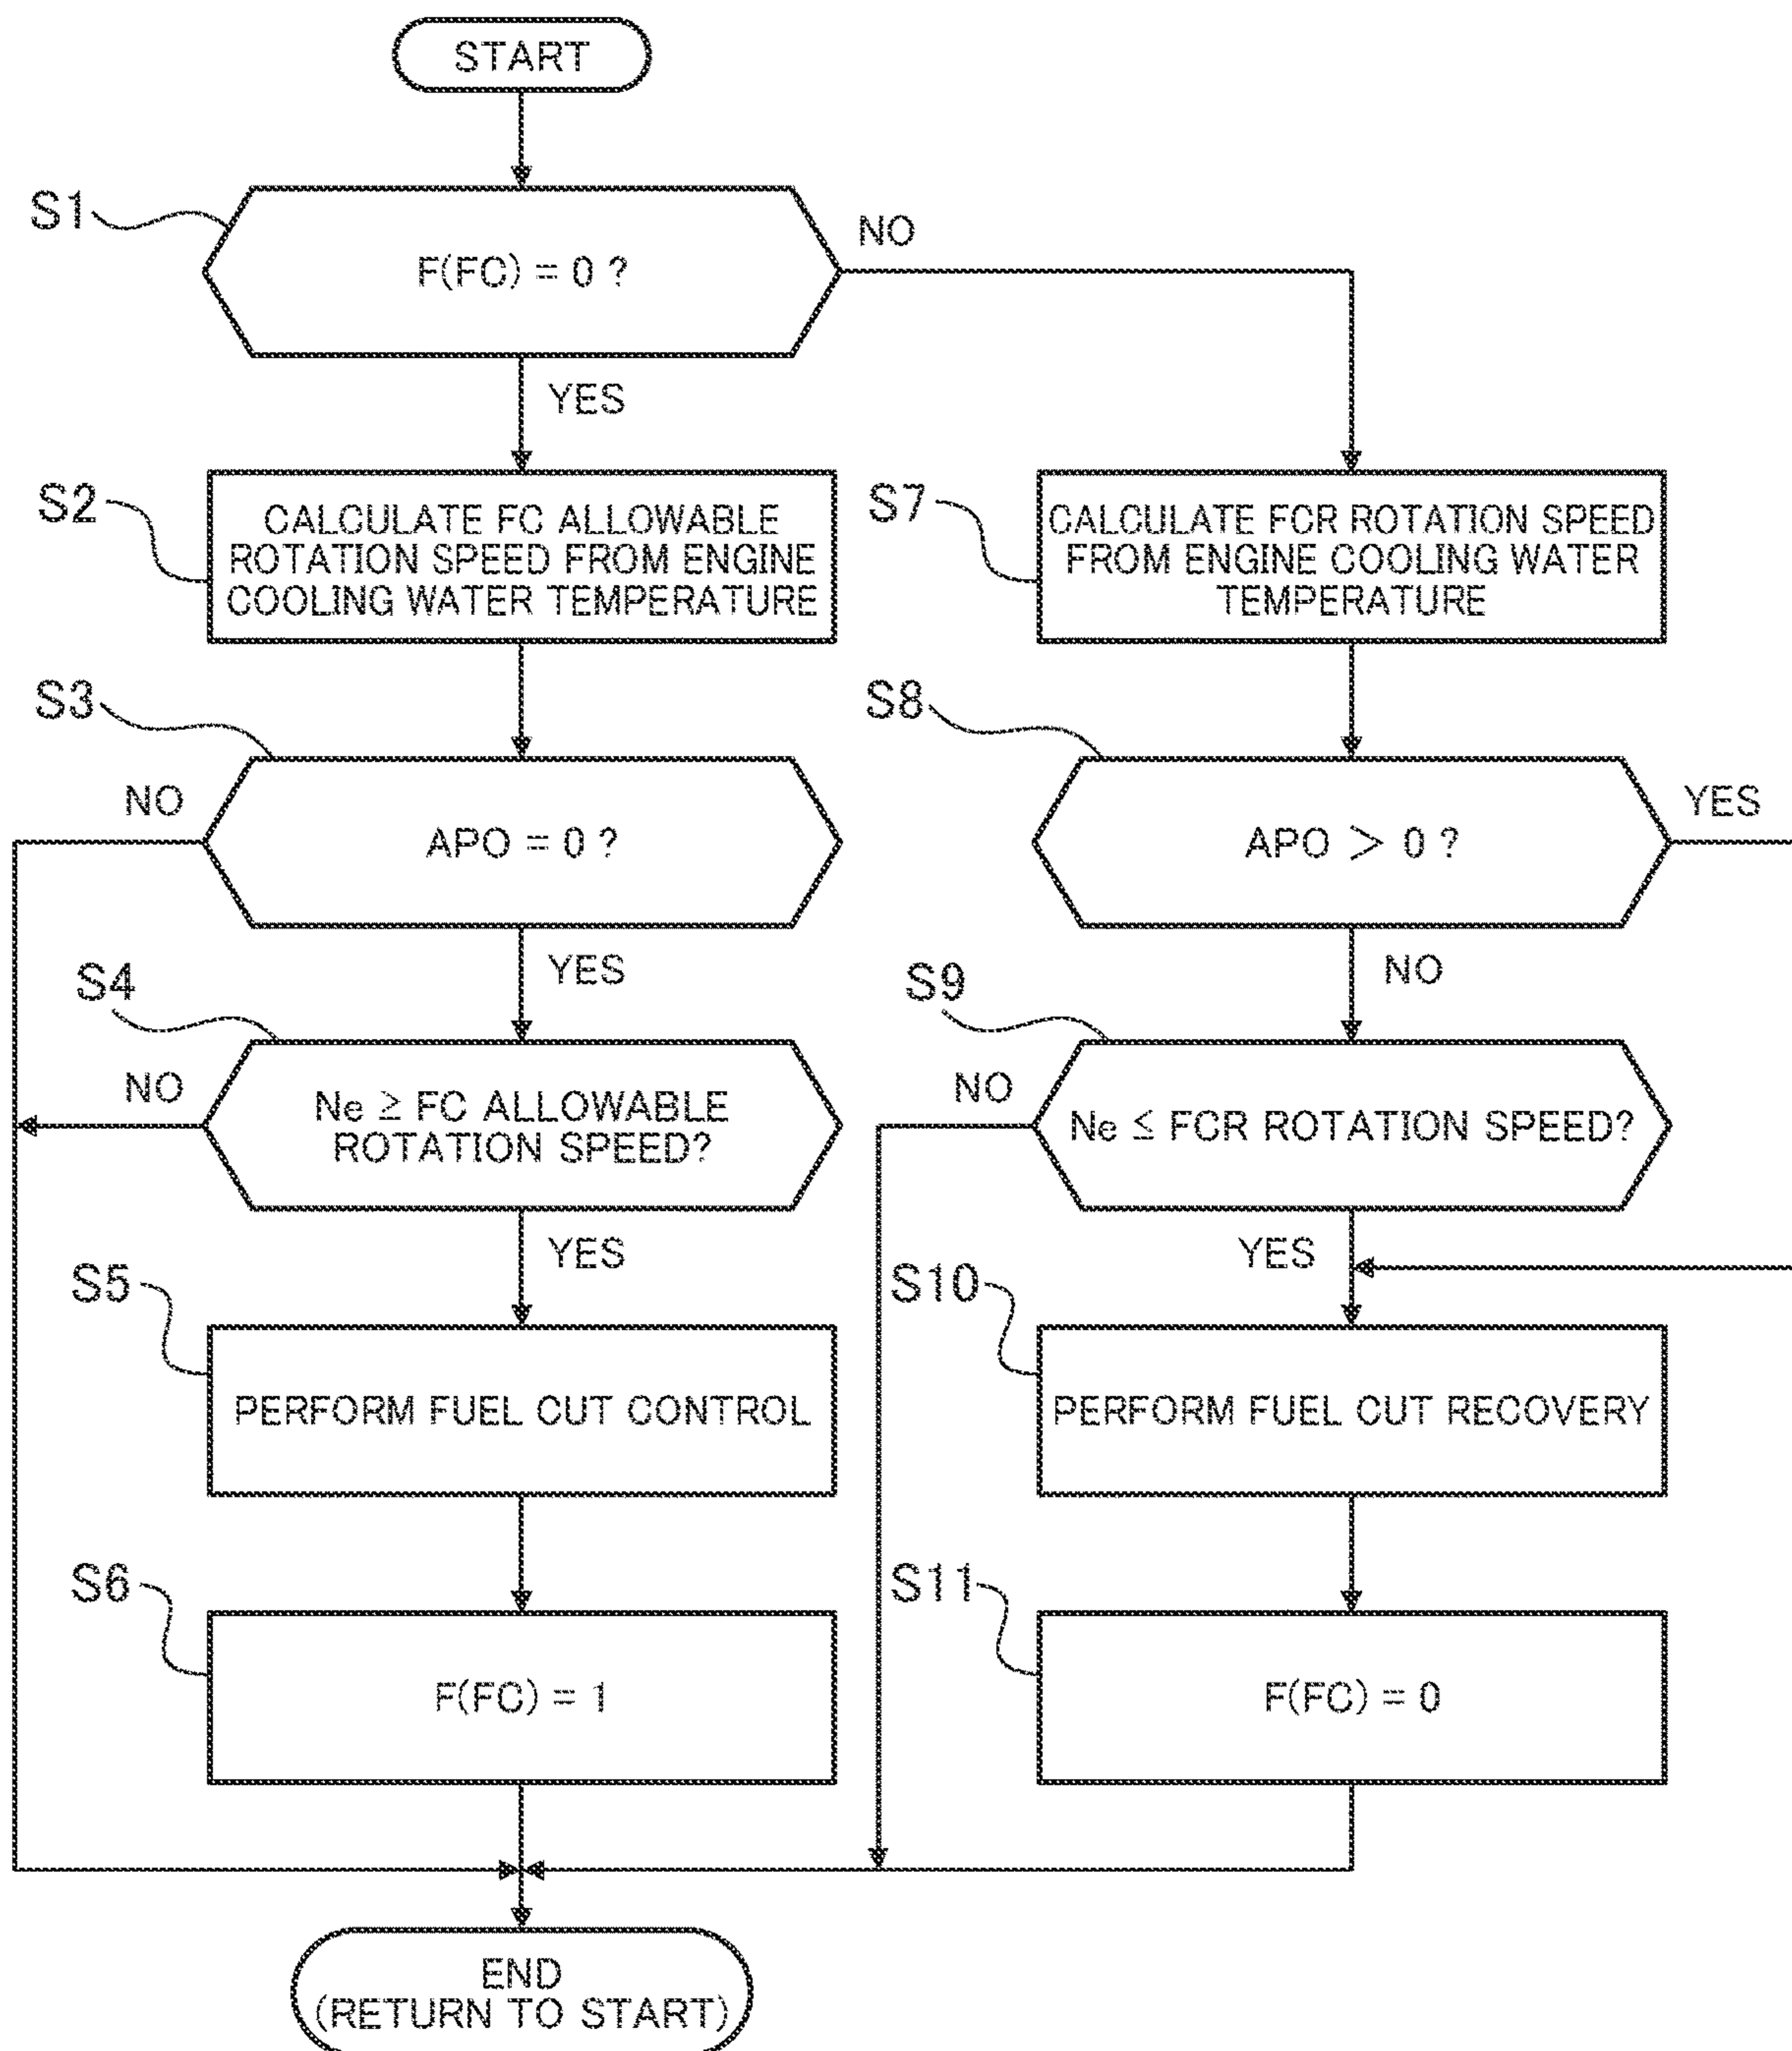 START
S1
F(FC) = 0 ?
NO
YES
S2
CALCULATE FC ALLOWABLE
ROTATION SPEED FROM ENGINE
COOLING WATER TEMPERATURE
S7
CALCULATE FCR ROTATION SPEED
FROM ENGINE COOLING WATER
TEMPERATURE
S3
NO
APO = 0 ?
YES
S8
APO > 0 ?
YES
NO
S4
NO
Ne ≥ FC ALLOWABLE
ROTATION SPEED?
YES
S9
NO
Ne ≤ FCR ROTATION SPEED?
YES
S5
PERFORM FUEL CUT CONTROL
S10
PERFORM FUEL CUT RECOVERY
S6
F(FC) = 1
S11
F(FC) = 0
END
(RETURN TO START)